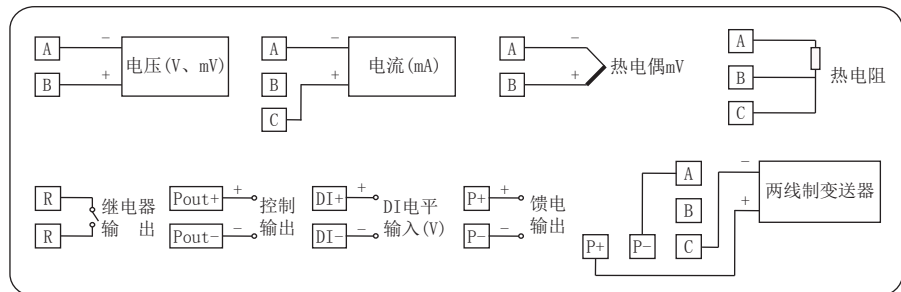 A − 电压(V、mV)
B +
A − 电流(mA)
B +
C
A − 热电偶mV
B +
A
B 热电阻
C
R 继电器
R 输 出
Pout+ + 控制
Pout− − 输出
DI+ + DI电平
DI− − 输入(V)
P+ + 馈电
P− − 输出
A − 两线制变送器
B +
P+ P− C